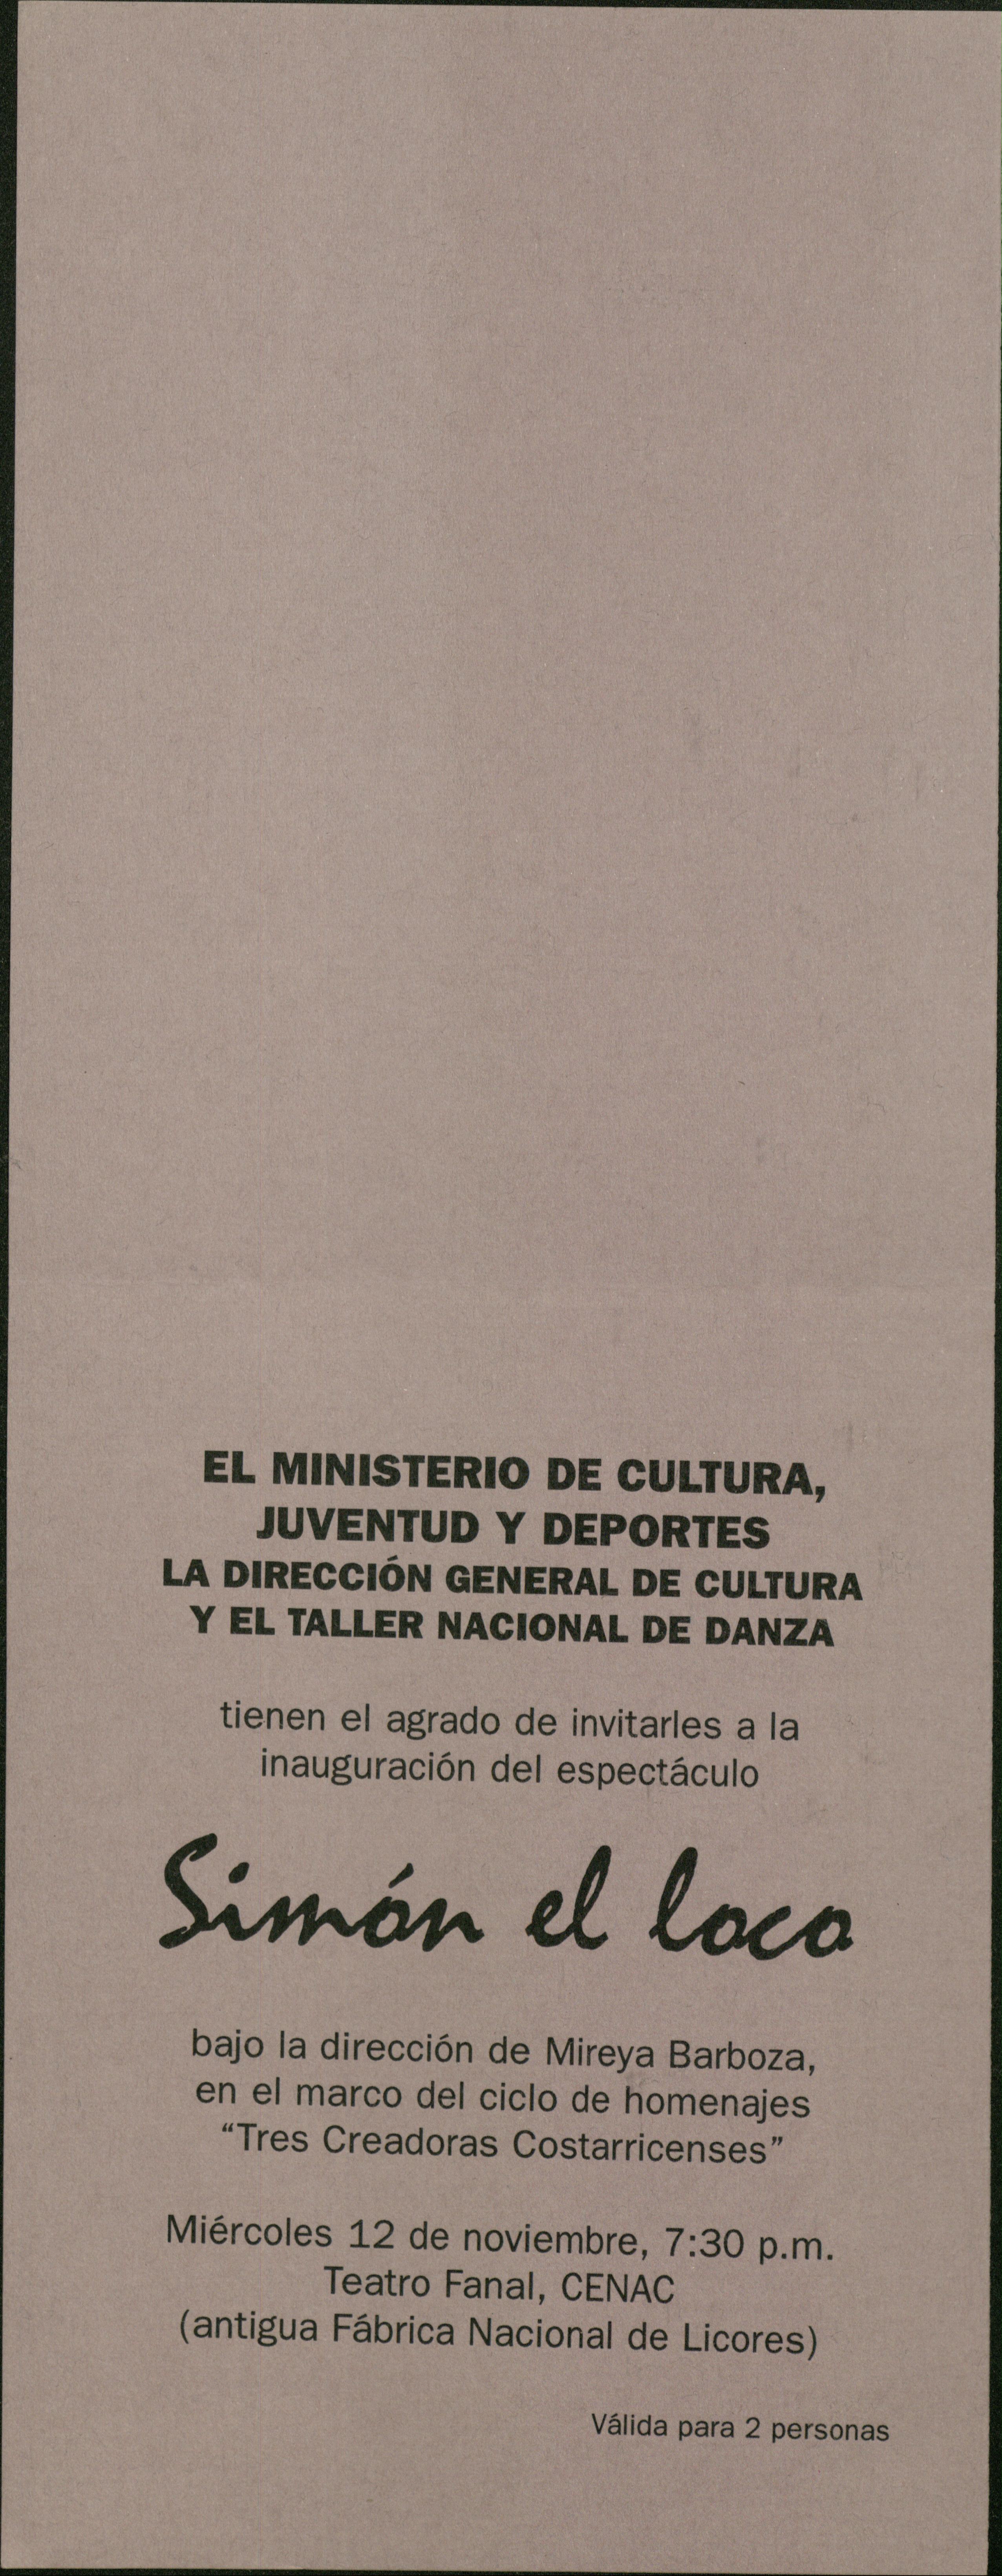 EL MINISTERIO DE CULTURA,
JUVENTUD Y DEPORTES
LA DIRECCIÓN GENERAL DE CULTURA
Y EL TALLER NACIONAL DE DANZA
tienen el agrado de invitarles a la
inauguración del espectáculo
Simón el loco
bajo la dirección de Mireya Barboza,
en el marco del ciclo de homenajes
“Tres Creadoras Costarricenses”
Miércoles 12 de noviembre, 7:30 p.m.
Teatro Fanal, CENAC
(antigua Fábrica Nacional de Licores)
Válida para 2 personas